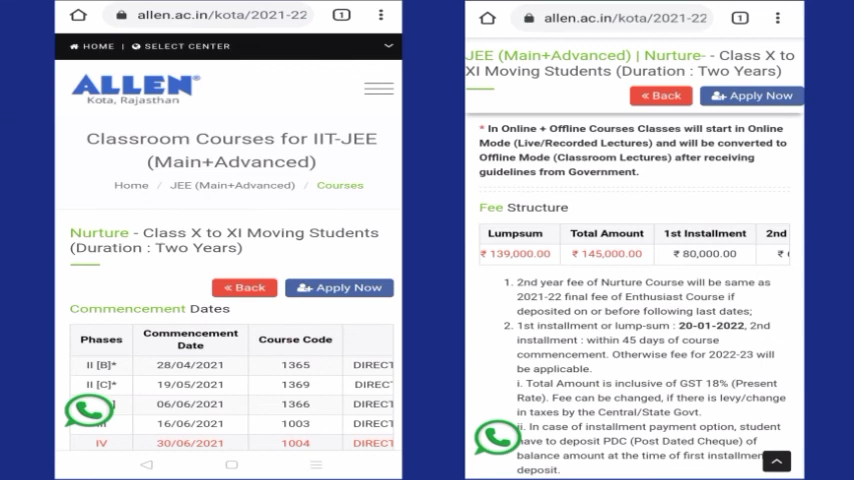 allen.ac.in/kota/2021-22
1
HOME | SELECT CENTER
ALLEN®
Kota, Rajasthan
Classroom Courses for IIT-JEE
(Main+Advanced)
Home / JEE (Main+Advanced) / Courses
Nurture - Class X to XI Moving Students
(Duration : Two Years)
« Back
Apply Now
Commencement Dates
Phases Commencement Date Course Code
II [B]* 28/04/2021 1365 DIRECT
II [C]* 19/05/2021 1369 DIRECT
] 06/06/2021 1366 DIRECT
16/06/2021 1003 DIRECT
IV 30/06/2021 1004 DIRECT
allen.ac.in/kota/2021-22
1
JEE (Main+Advanced) | Nurture- - Class X to
XI Moving Students (Duration : Two Years)
« Back
Apply Now
* In Online + Offline Courses Classes will start in Online
Mode (Live/Recorded Lectures) and will be converted to
Offline Mode (Classroom Lectures) after receiving
guidelines from Government.
Fee Structure
Lumpsum Total Amount 1st Installment 2nd
₹ 139,000.00 ₹ 145,000.00 ₹ 80,000.00 ₹
1. 2nd year fee of Nurture Course will be same as
2021-22 final fee of Enthusiast Course if
deposited on or before following last dates;
2. 1st installment or lump-sum : 20-01-2022, 2nd
installment : within 45 days of course
commencement. Otherwise fee for 2022-23 will
be applicable.
i. Total Amount is inclusive of GST 18% (Present
Rate). Fee can be changed, if there is levy/change
in taxes by the Central/State Govt.
ii. In case of installment payment option, student
have to deposit PDC (Post Dated Cheque) of
balance amount at the time of first installment
deposit.